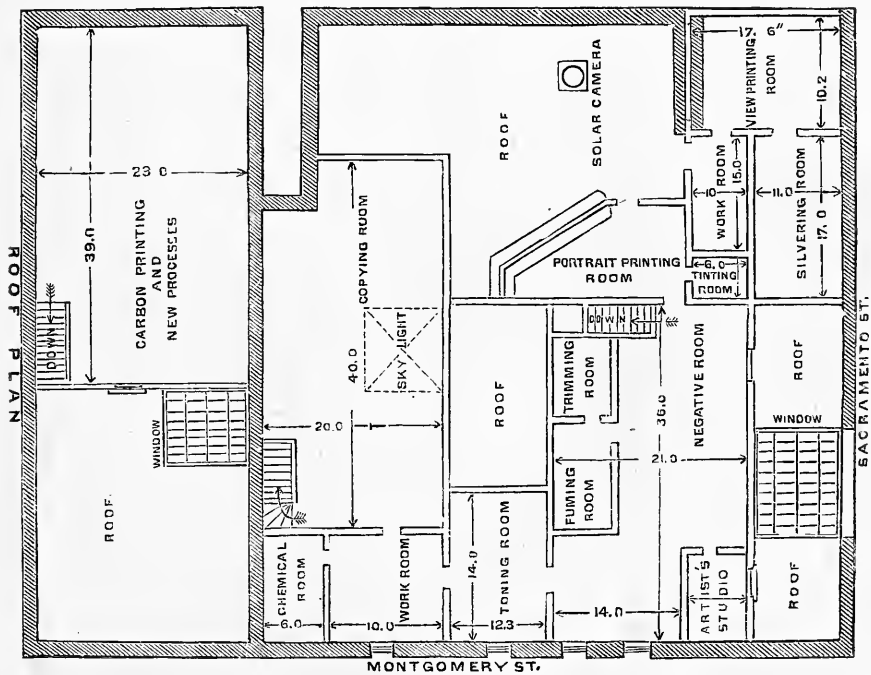 ROOF PLAN
39.0
23 0
CARBON PRINTING
AND
NEW PROCESSES
DOWN
WINDOW
ROOF.
COPYING ROOM
SKY LIGHT
40.0
20.0
CHEMICAL
ROOM
6.0
WORK ROOM
10.0
ROOF
SOLAR CAMERA
PORTRAIT PRINTING
ROOM
ROOF
TONING ROOM
14.0
12.3
DOWN
TRIMMING
ROOM
FUMING
ROOM
36.0
NEGATIVE ROOM
21.0
14.0
ARTIST'S
STUDIO
17. 6"
VIEW PRINTING
ROOM
10.2
WORK ROOM
15.0
10
11.0
SILVERING ROOM
17.0
6.0
TINTING
ROOM
ROOF
WINDOW
ROOF
MONTGOMERY ST.
SACRAMENTO ST.